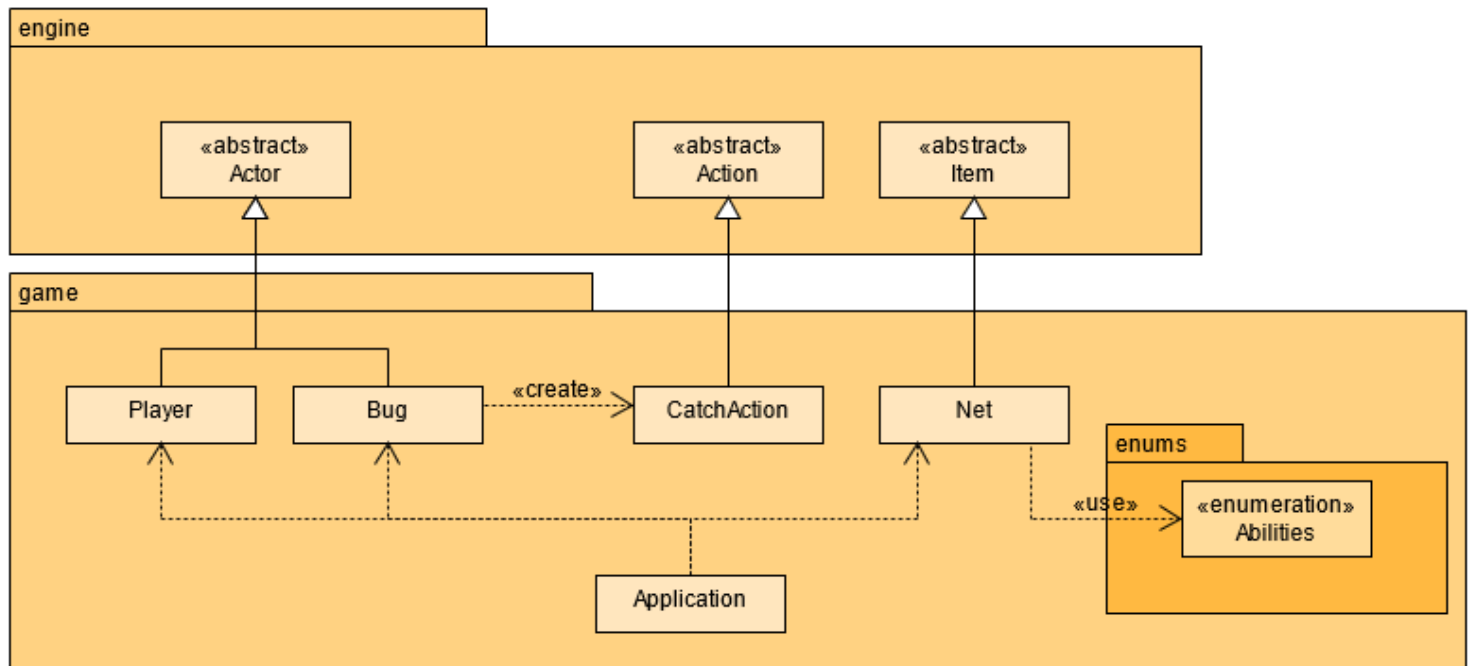 engine
«abstract»
Actor
«abstract»
Action
«abstract»
Item
game
Player
Bug
«create»
CatchAction
Net
enums
«use»
«enumeration»
Abilities
Application